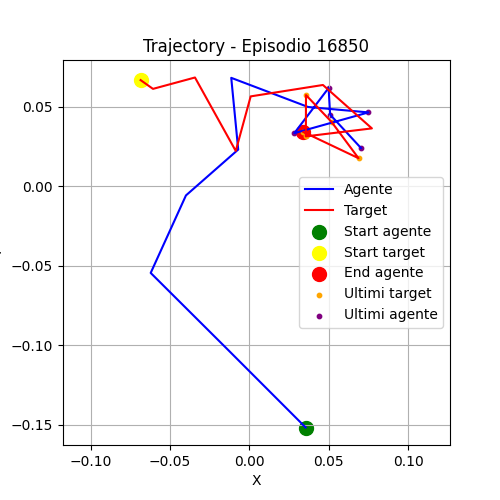 Trajectory - Episodio 16850
0.05
0.00
−0.05
−0.10
−0.15
−0.10
−0.05
0.00
0.05
0.10
X
Agente
Target
Start agente
Start target
End agente
Ultimi target
Ultimi agente